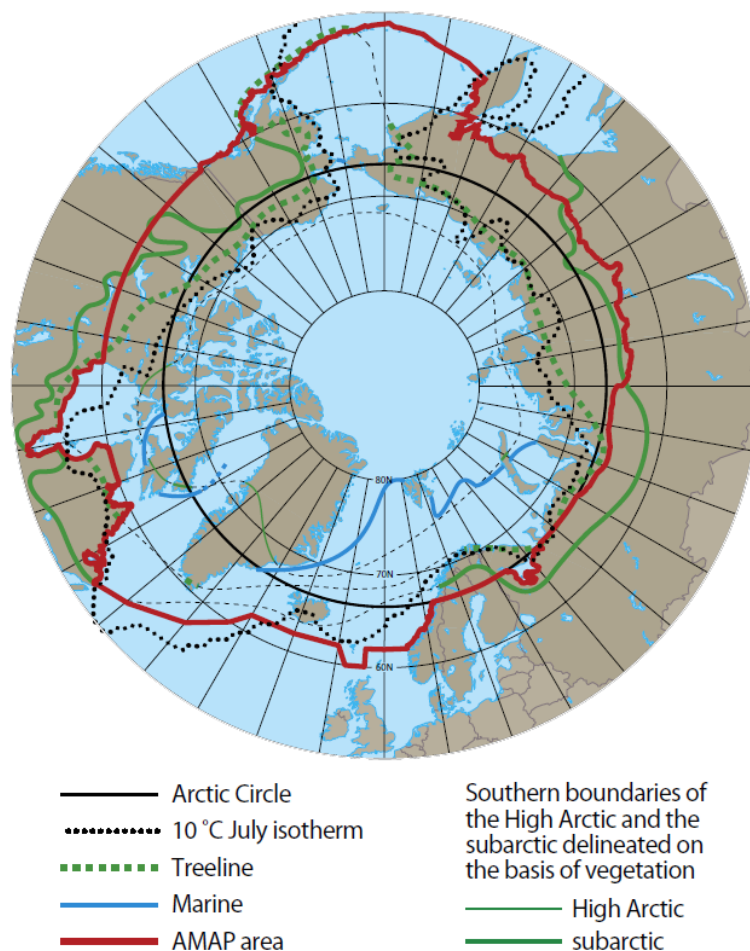 80N
70N
60N
Arctic Circle
10 °C July isotherm
Treeline
Marine
AMAP area
Southern boundaries of
the High Arctic and the
subarctic delineated on
the basis of vegetation
High Arctic
subarctic